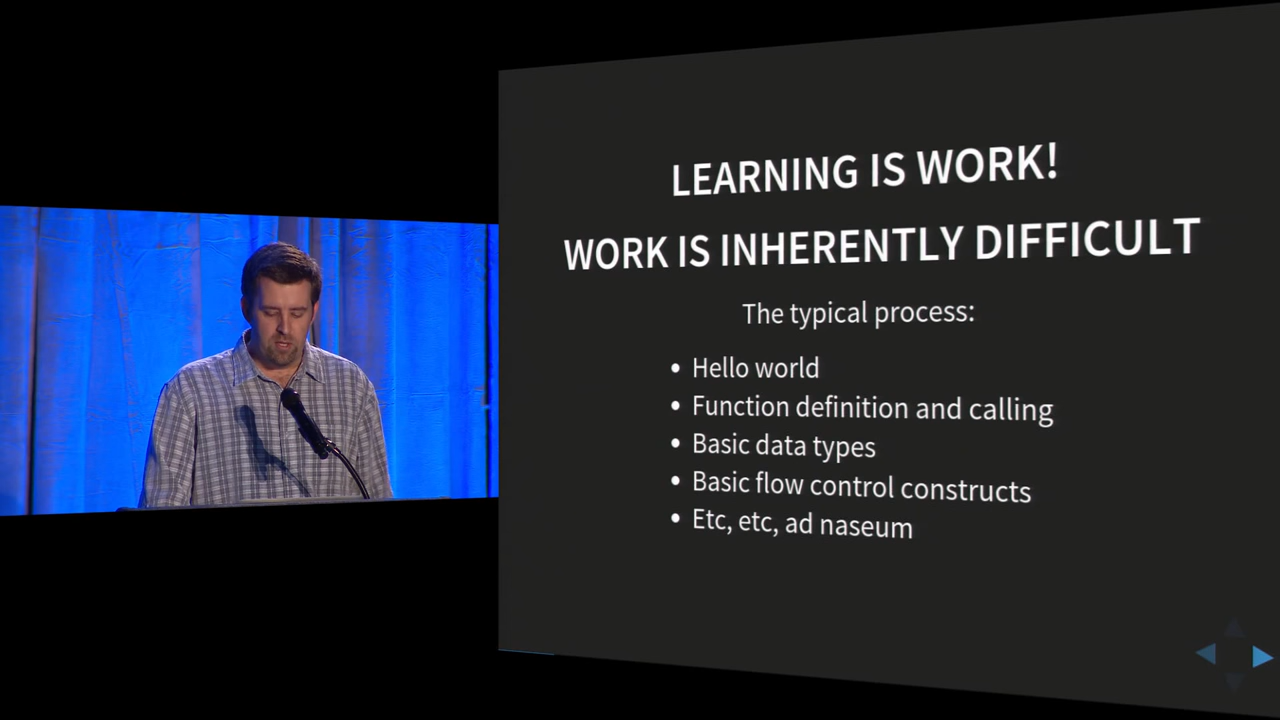 LEARNING IS WORK!
WORK IS INHERENTLY DIFFICULT
The typical process:
• Hello world
• Function definition and calling
• Basic data types
• Basic flow control constructs
• Etc, etc, ad naseum